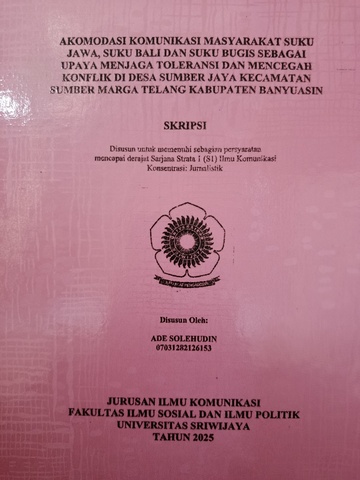 AKOMODASI KOMUNIKASI MASYARAKAT SUKU
JAWA, SUKU BALI DAN SUKU BUGIS SEBAGAI
UPAYA MENJAGA TOLERANSI DAN MENCEGAH
KONFLIK DI DESA SUMBER JAYA KECAMATAN
SUMBER MARGA TELANG KABUPATEN BANYUASIN
SKRIPSI
Disusun untuk memenuhi sebagian persyaratan
mencapai derajat Sarjana Strata 1 (S1) Ilmu Komunikasi
Konsentrasi: Jurnalistik
Disusun Oleh:
ADE SOLEHUDIN
07031282126153
JURUSAN ILMU KOMUNIKASI
FAKULTAS ILMU SOSIAL DAN ILMU POLITIK
UNIVERSITAS SRIWIJAYA
TAHUN 2025